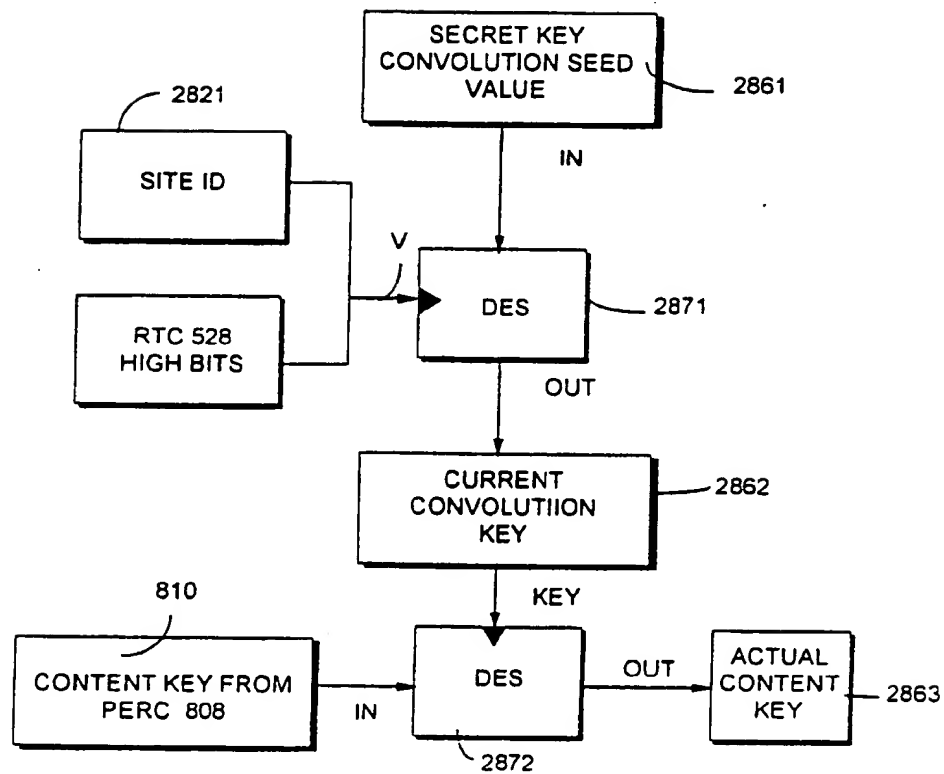 SECRET KEY
CONVOLUTION SEED
VALUE
2861
2821
SITE ID
IN
V
DES
2871
RTC 528
HIGH BITS
OUT
CURRENT
CONVOLUTIION
KEY
2862
KEY
810
CONTENT KEY FROM
PERC 808
IN
DES
OUT
ACTUAL
CONTENT
KEY
2863
2872